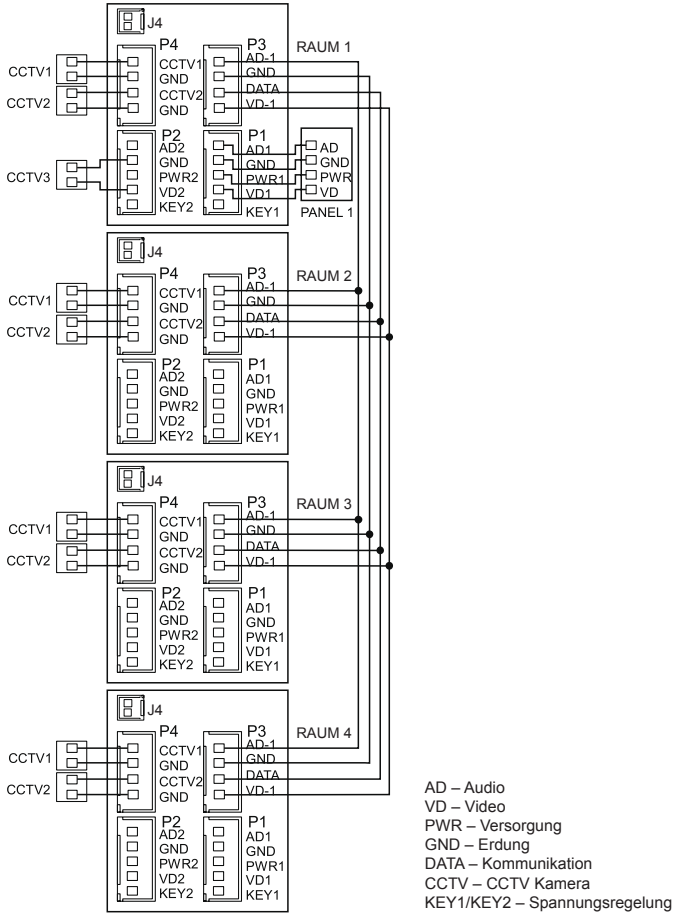 J4
P4 P3 RAUM 1
CCTV1 CCTV1 AD-1
GND GND
CCTV2 CCTV2 DATA
GND VD-1
P2 P1
AD2 AD1 AD
CCTV3 GND GND GND
PWR2 PWR1 PWR
VD2 VD1 VD
KEY2 KEY1 PANEL 1
J4
P4 P3 RAUM 2
CCTV1 CCTV1 AD-1
GND GND
CCTV2 CCTV2 DATA
GND VD-1
P2 P1
AD2 AD1
GND GND
PWR2 PWR1
VD2 VD1
KEY2 KEY1
J4
P4 P3 RAUM 3
CCTV1 CCTV1 AD-1
GND GND
CCTV2 CCTV2 DATA
GND VD-1
P2 P1
AD2 AD1
GND GND
PWR2 PWR1
VD2 VD1
KEY2 KEY1
J4
P4 P3 RAUM 4
CCTV1 CCTV1 AD-1
GND GND
CCTV2 CCTV2 DATA
GND VD-1
P2 P1
AD2 AD1
GND GND
PWR2 PWR1
VD2 VD1
KEY2 KEY1
AD – Audio
VD – Video
PWR – Versorgung
GND – Erdung
DATA – Kommunikation
CCTV – CCTV Kamera
KEY1/KEY2 – Spannungsregelung